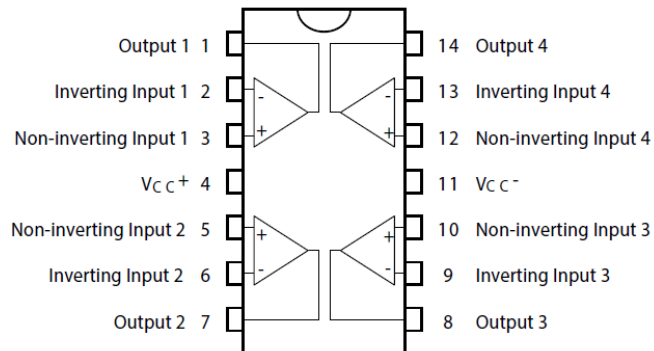 Output 1 1
14 Output 4
Inverting Input 1 2
-
-
13 Inverting Input 4
Non-inverting Input 1 3
+
+
12 Non-inverting Input 4
VCC+ 4
11 VCC-
Non-inverting Input 2 5
+
+
10 Non-inverting Input 3
Inverting Input 2 6
-
-
9 Inverting Input 3
Output 2 7
8 Output 3